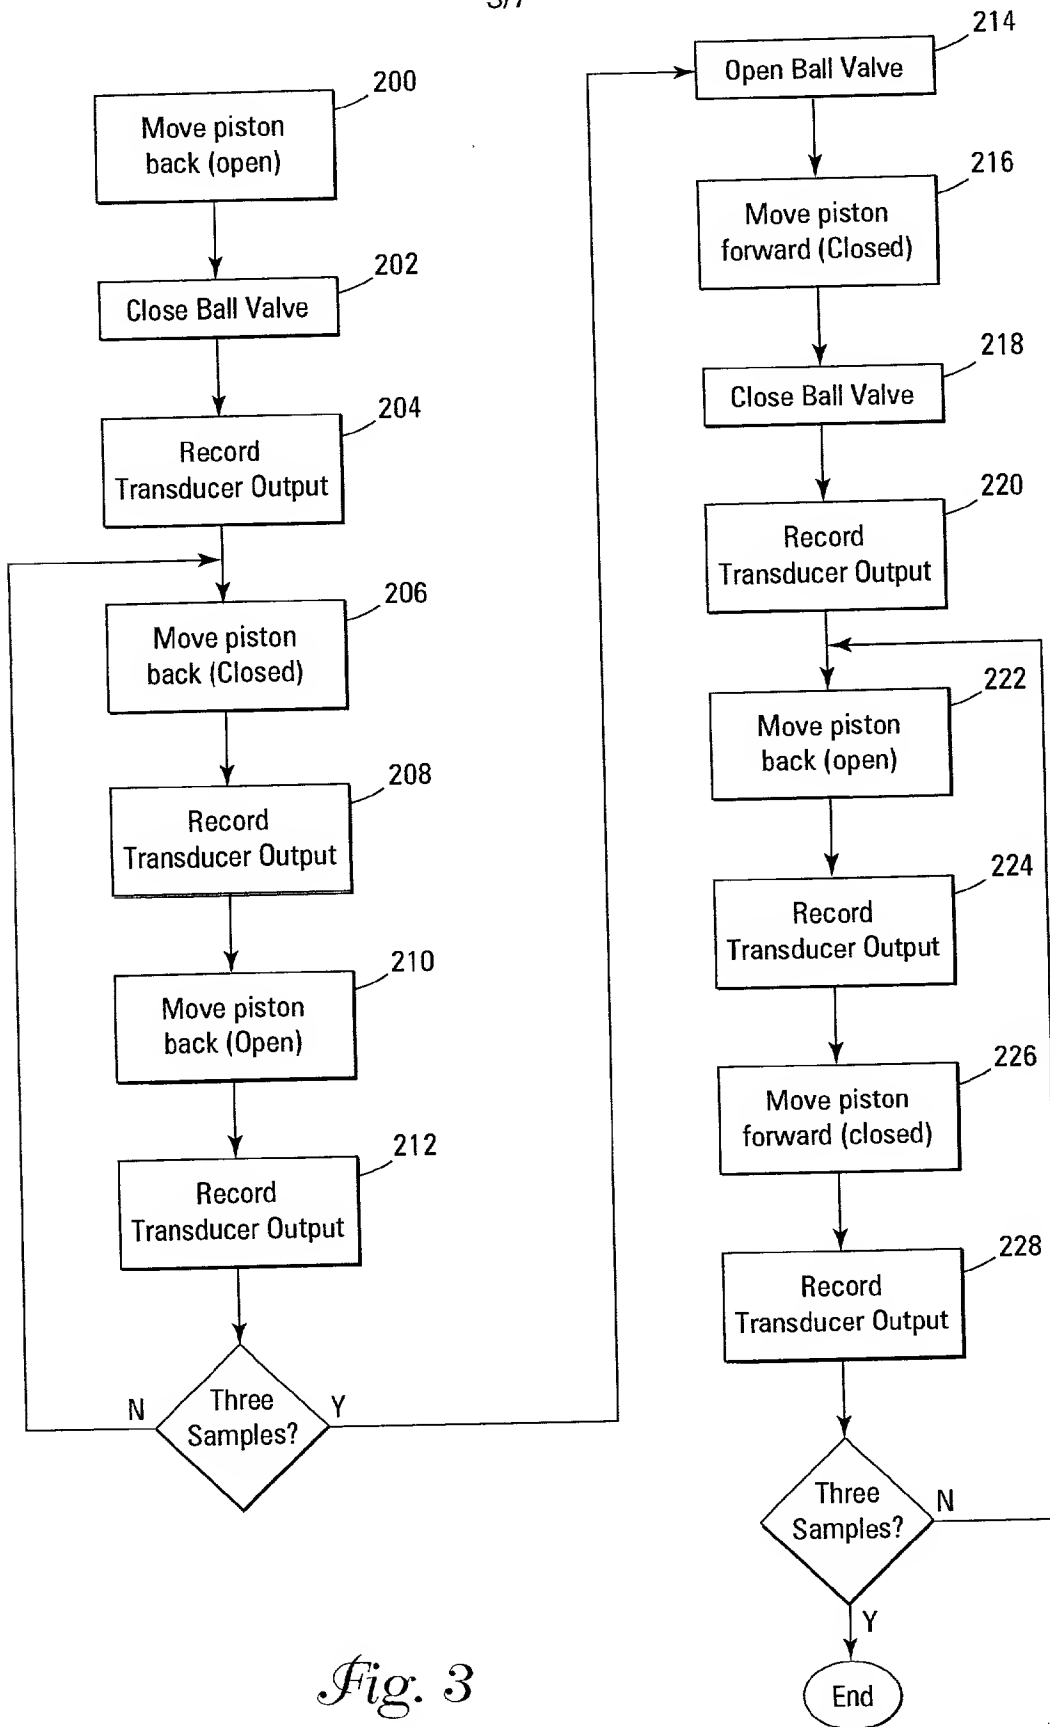 200
Move piston
back (open)
202
Close Ball Valve
204
Record
Transducer Output
206
Move piston
back (Closed)
208
Record
Transducer Output
210
Move piston
back (Open)
212
Record
Transducer Output
Three
Samples?
N
Y
214
Open Ball Valve
216
Move piston
forward (Closed)
218
Close Ball Valve
220
Record
Transducer Output
222
Move piston
back (open)
224
Record
Transducer Output
226
Move piston
forward (closed)
228
Record
Transducer Output
Three
Samples?
N
Y
End
Fig. 3